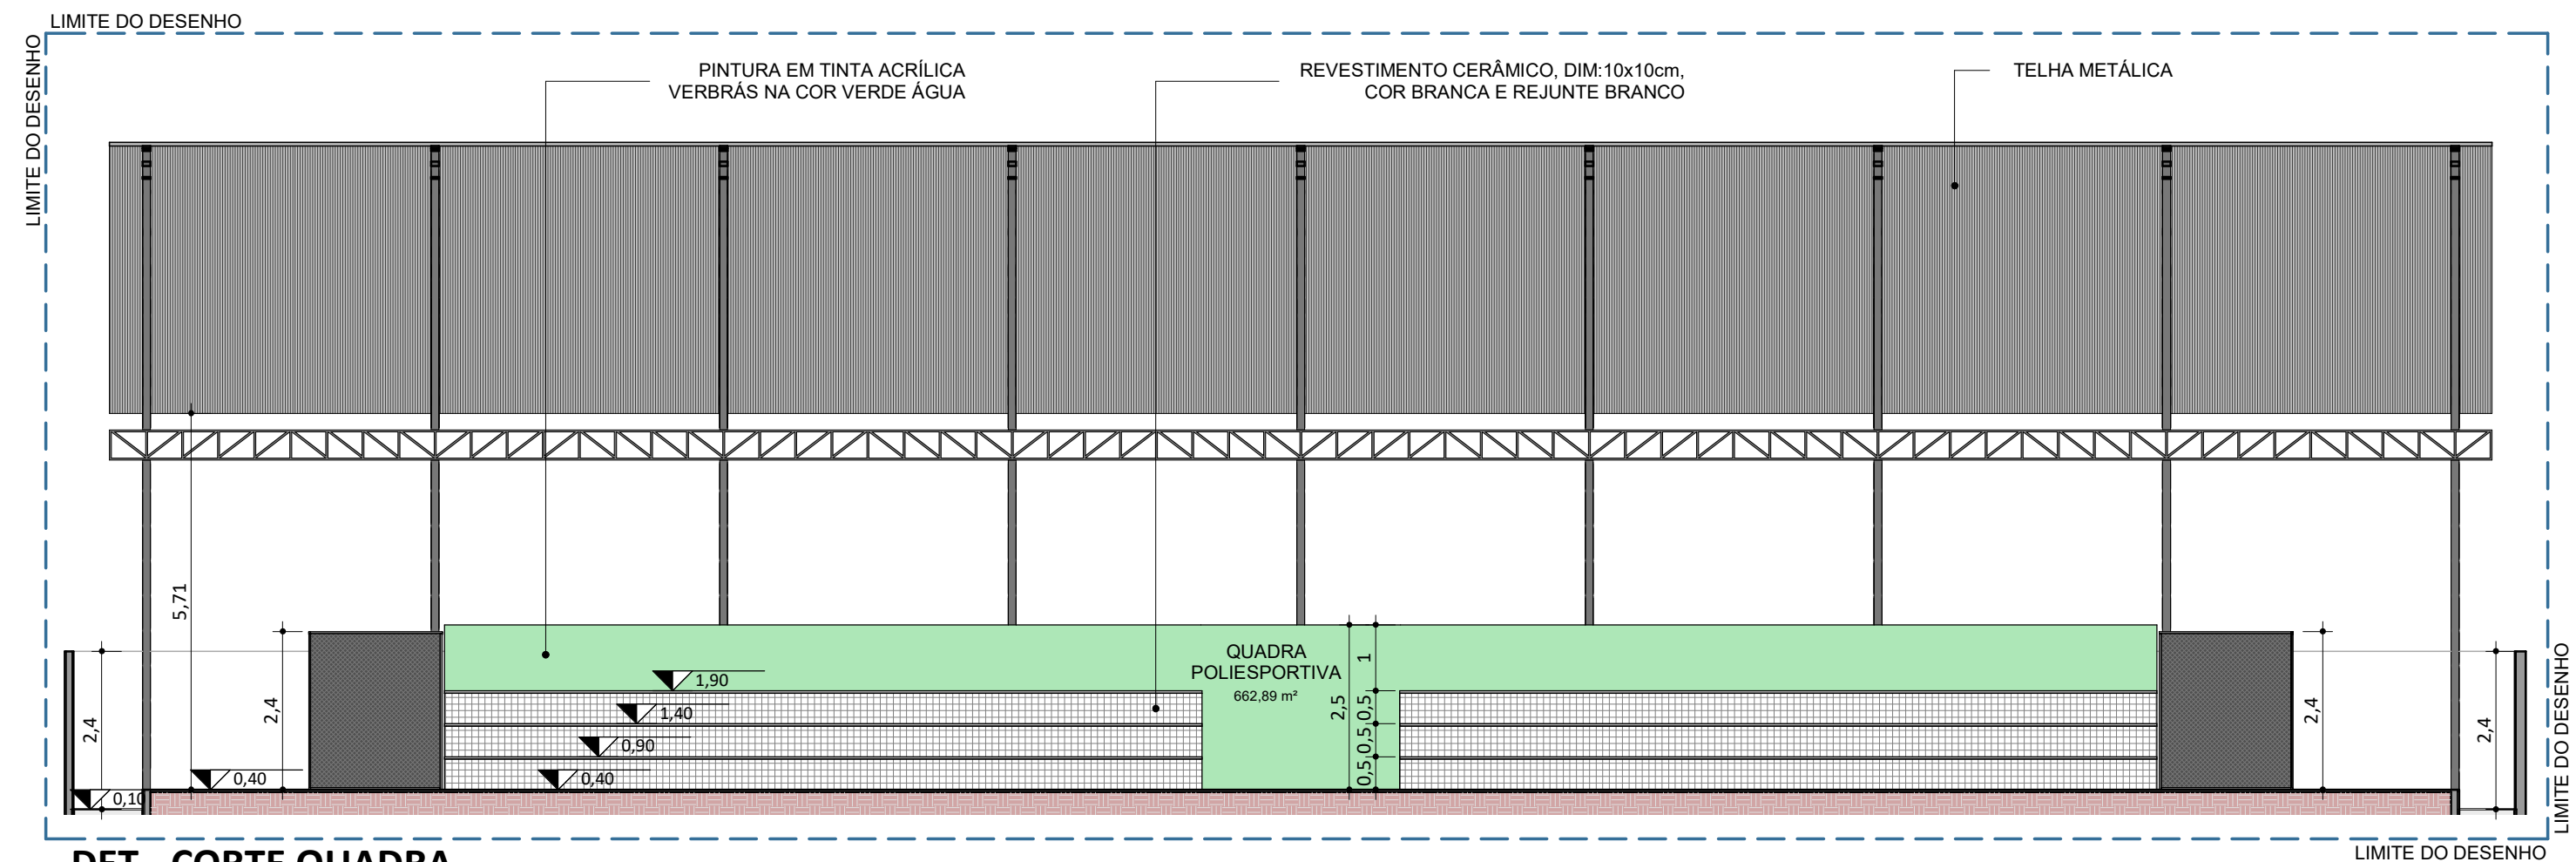 LIMITE DO DESENHO
LIMITE DO DESENHO
PINTURA EM TINTA ACRÍLICA
VERBRÁS NA COR VERDE ÁGUA
REVESTIMENTO CERÂMICO, DIM:10x10cm,
COR BRANCA E REJUNTE BRANCO
TELHA METÁLICA
5,71
2,4
2,4
0,40
0,10
1,90
1,40
0,90
0,40
QUADRA
POLIESPORTIVA
662,89 m²
2,5
1
0,5
0,5
0,5
2,4
2,4
LIMITE DO DESENHO
LIMITE DO DESENHO
DET - CORTE QUADRA